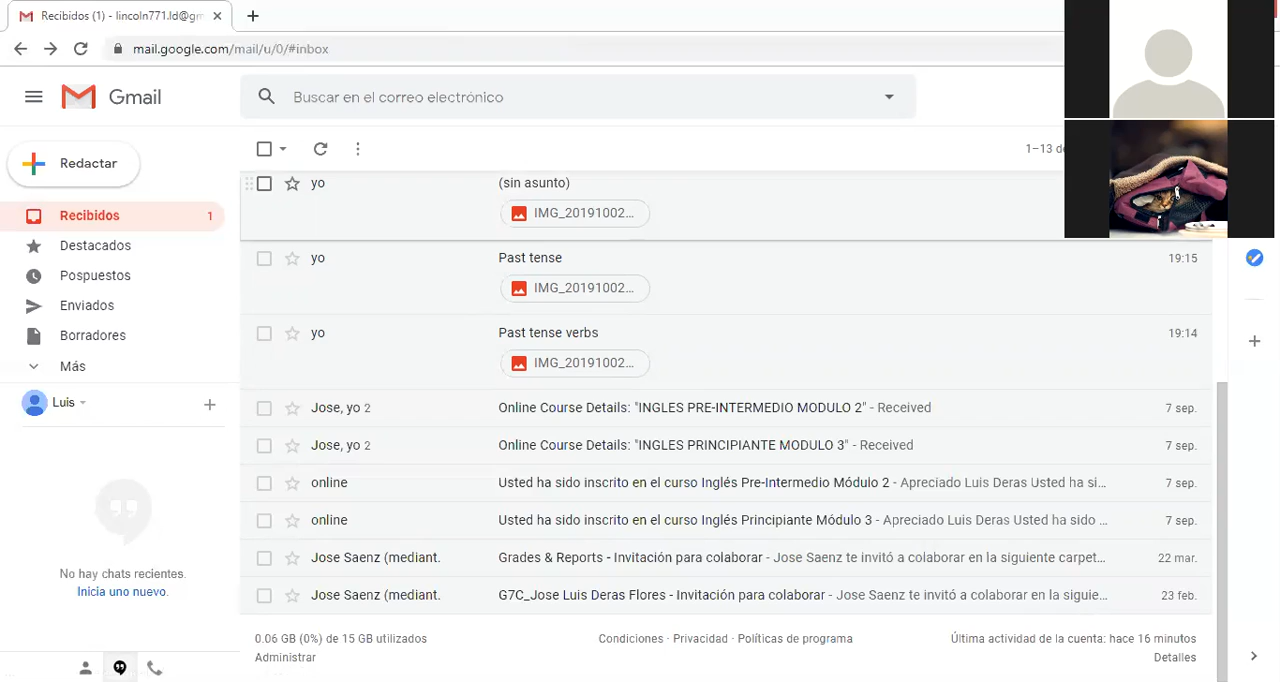 Recibidos (1) - lincoln771.ld@gm
mail.google.com/mail/u/0/#inbox
Gmail
Buscar en el correo electrónico
Redactar
1–13 de
Recibidos 1
Destacados
Pospuestos
Enviados
Borradores
Más
Luis
No hay chats recientes.
Inicia uno nuevo.
yo (sin asunto)
IMG_20191002...
yo Past tense 19:15
IMG_20191002...
yo Past tense verbs 19:14
IMG_20191002...
Jose, yo 2 Online Course Details: "INGLES PRE-INTERMEDIO MODULO 2" - Received 7 sep.
Jose, yo 2 Online Course Details: "INGLES PRINCIPIANTE MODULO 3" - Received 7 sep.
online Usted ha sido inscrito en el curso Inglés Pre-Intermedio Módulo 2 - Apreciado Luis Deras Usted ha si... 7 sep.
online Usted ha sido inscrito en el curso Inglés Principiante Módulo 3 - Apreciado Luis Deras Usted ha sido ... 7 sep.
Jose Saenz (mediant. Grades & Reports - Invitación para colaborar - Jose Saenz te invitó a colaborar en la siguiente carpet... 22 mar.
Jose Saenz (mediant. G7C_Jose Luis Deras Flores - Invitación para colaborar - Jose Saenz te invitó a colaborar en la siguie... 23 feb.
0.06 GB (0%) de 15 GB utilizados
Administrar
Condiciones · Privacidad · Políticas de programa
Última actividad de la cuenta: hace 16 minutos
Detalles